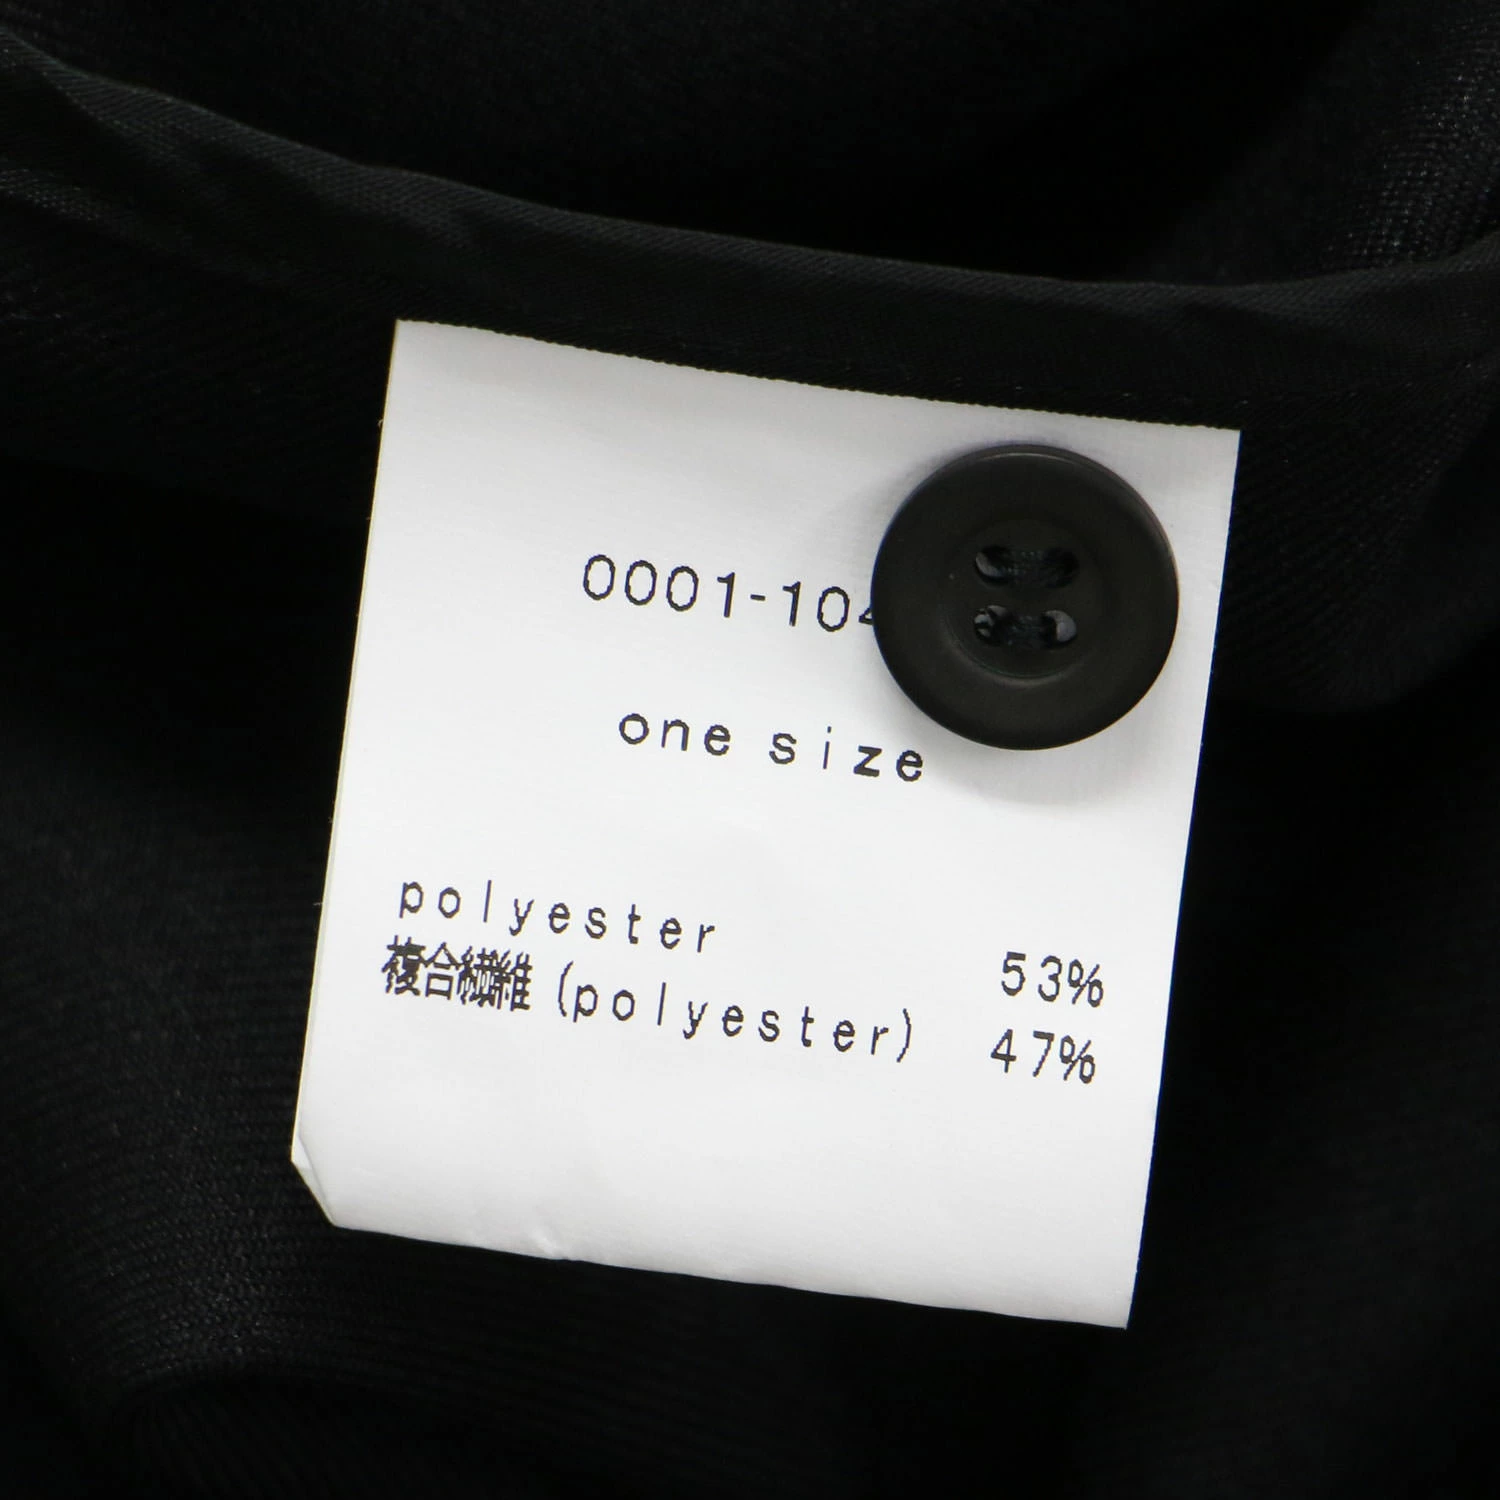 0001-104
one size
polyester 53%
複合繊維 (polyester) 47%